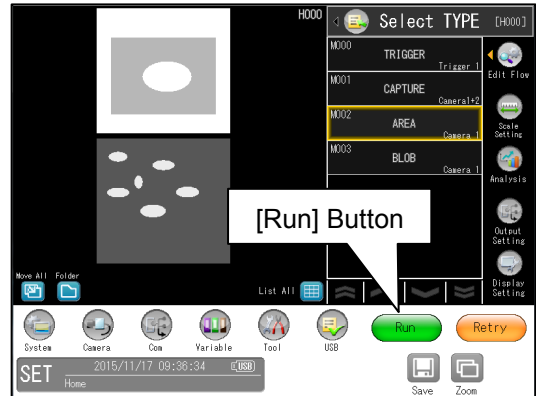 H000
Select TYPE [H000]
M000
TRIGGER
Trigger 1
Edit Flow
M001
CAPTURE
Camera1+2
M002
AREA
Camera 1
Scale
Setting
M003
BLOB
Camera 1
Analysis
[Run] Button
Output
Setting
Move All Folder
List All
Display
Setting
Run
Retry
System Camera Com Variable Tool USB
SET 2015/11/17 09:36:34 USB
Home
Save Zoom